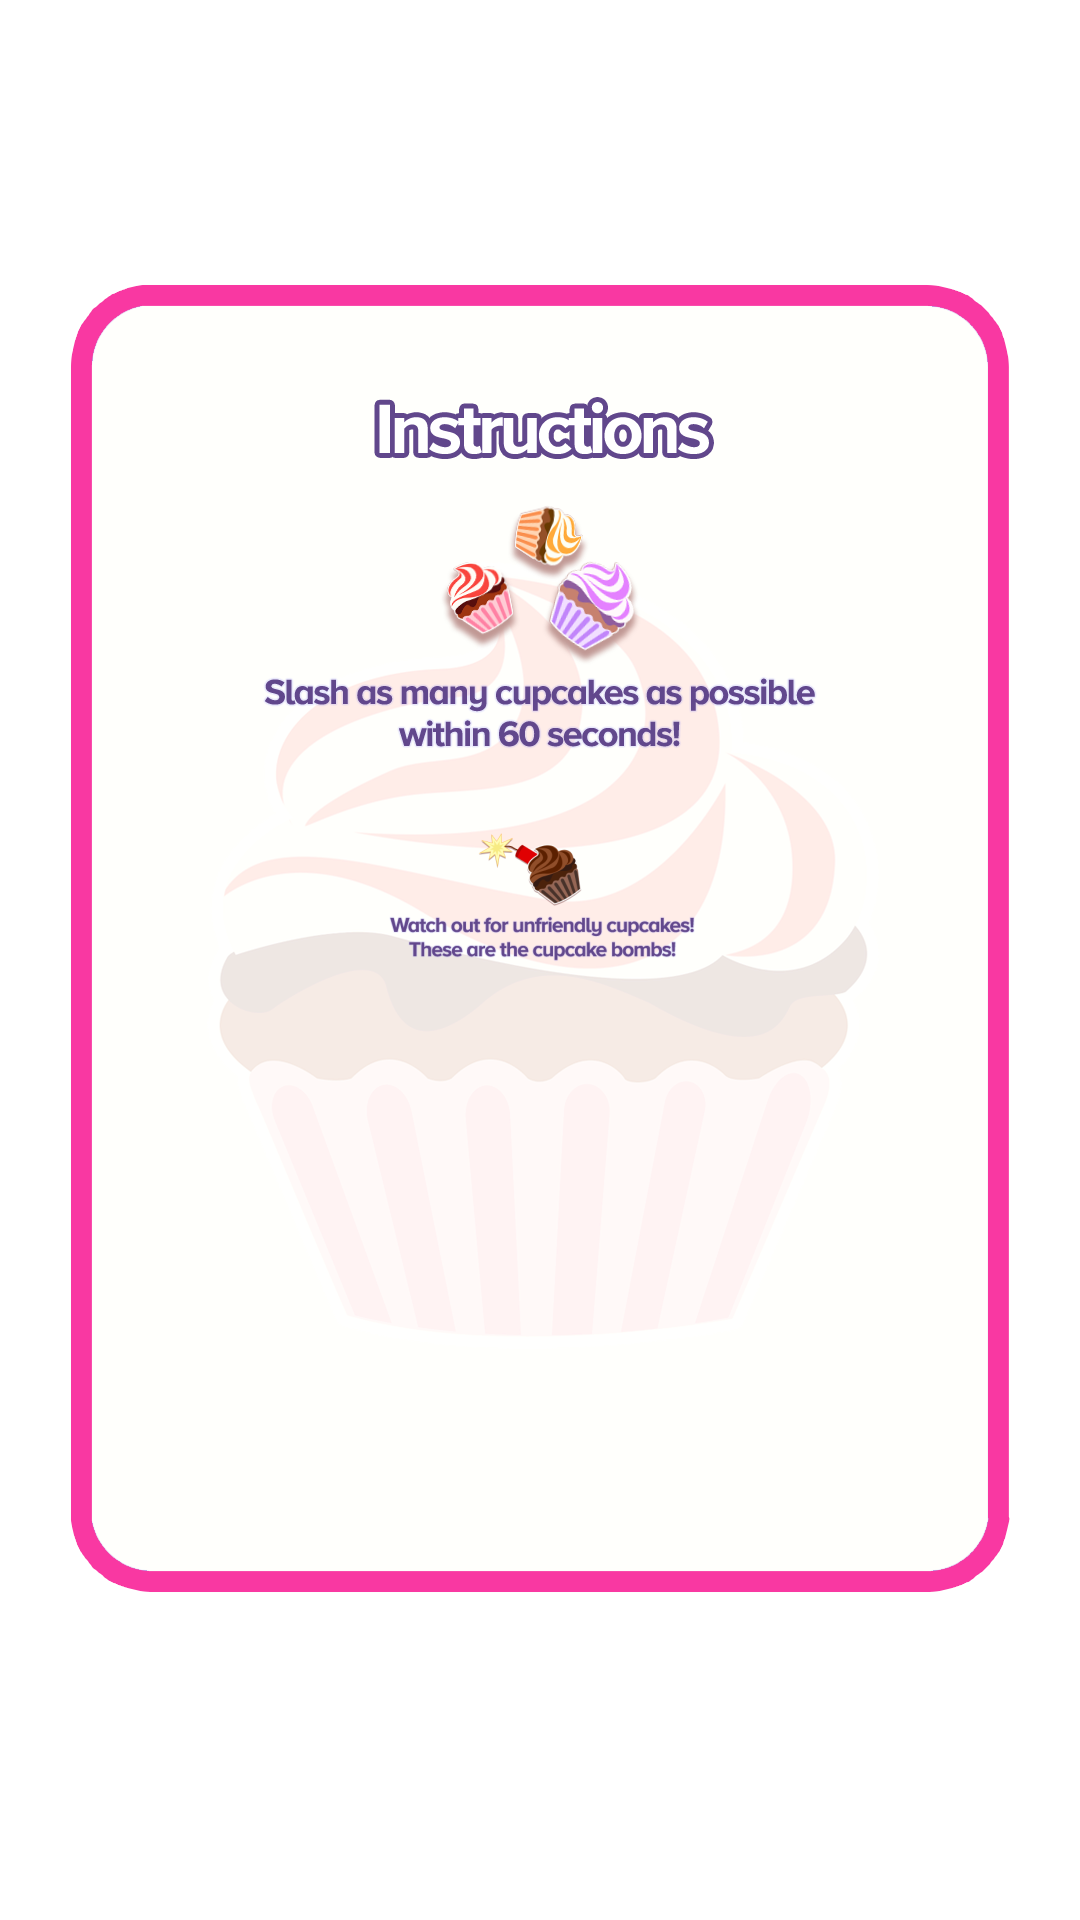 Instructions
Slash as many cupcakes as possible
within 60 seconds!
Watch out for unfriendly cupcakes!
These are the cupcake bombs!